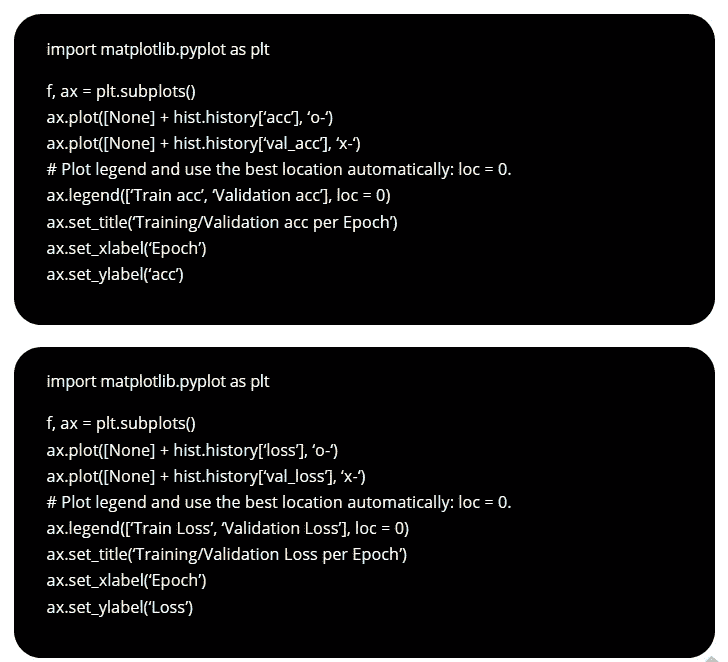 import matplotlib.pyplot as plt
f, ax = plt.subplots()
ax.plot([None] + hist.history[‘acc’], ‘o-‘)
ax.plot([None] + hist.history[‘val_acc’], ‘x-‘)
# Plot legend and use the best location automatically: loc = 0.
ax.legend([‘Train acc’, ‘Validation acc’], loc = 0)
ax.set_title(‘Training/Validation acc per Epoch’)
ax.set_xlabel(‘Epoch’)
ax.set_ylabel(‘acc’)
import matplotlib.pyplot as plt
f, ax = plt.subplots()
ax.plot([None] + hist.history[‘loss’], ‘o-‘)
ax.plot([None] + hist.history[‘val_loss’], ‘x-‘)
# Plot legend and use the best location automatically: loc = 0.
ax.legend([‘Train Loss’, ‘Validation Loss’], loc = 0)
ax.set_title(‘Training/Validation Loss per Epoch’)
ax.set_xlabel(‘Epoch’)
ax.set_ylabel(‘Loss’)